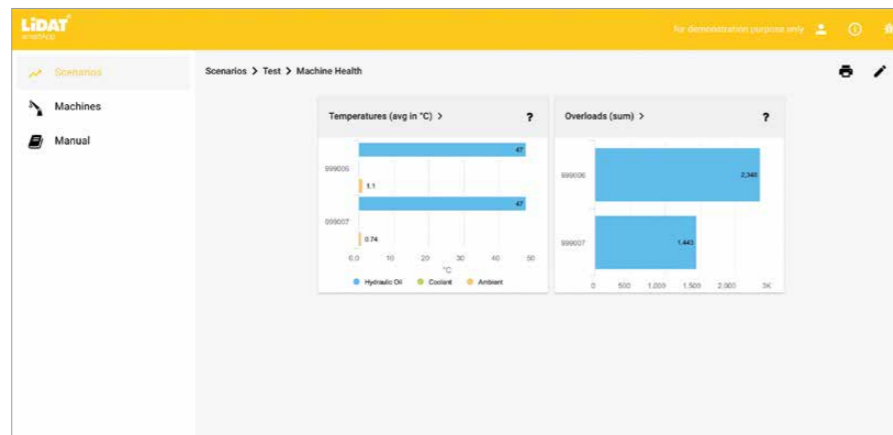 LiDAT
smartApp
for demonstration purpose only
Scenarios
Machines
Manual
Scenarios > Test > Machine Health
Temperatures (avg in °C) >
?
47
999006
1.1
47
999007
0.74
0.0 10 20 30 40 50
°C
Hydraulic Oil Coolant Ambient
Overloads (sum) >
?
999006
2,340
999007
1,443
0 500 1,000 1,500 2,000 3K